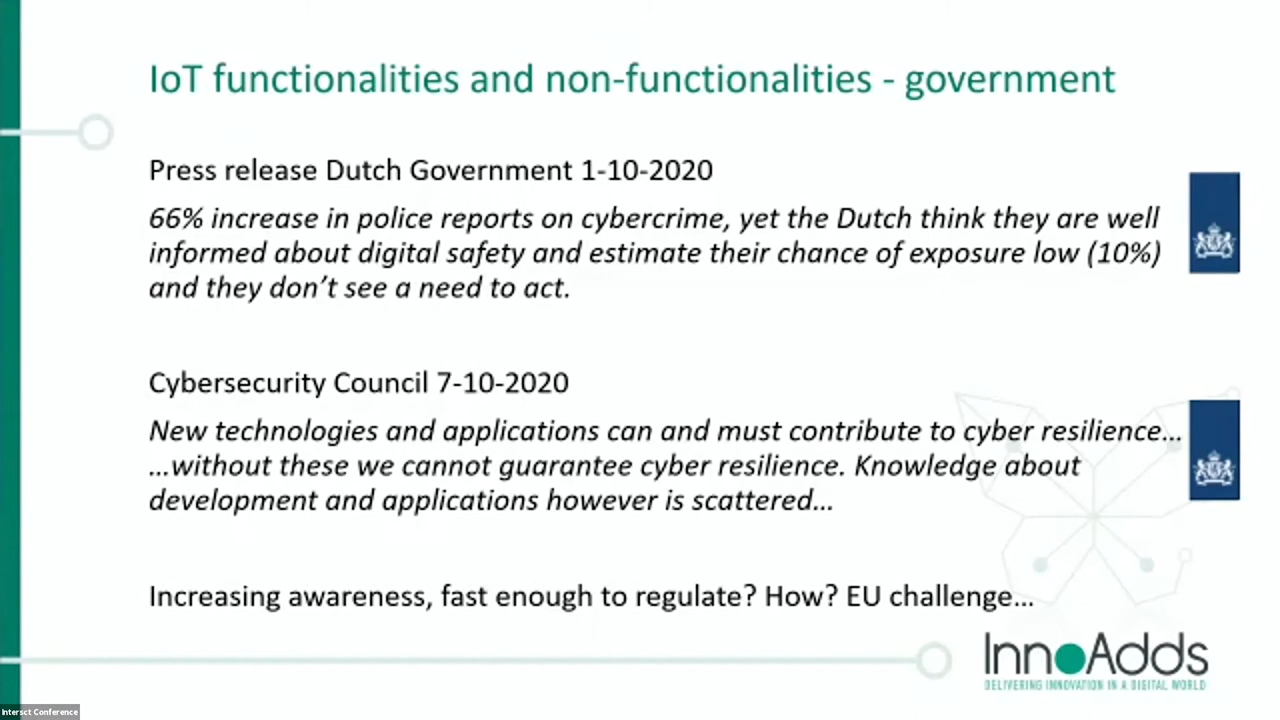 IoT functionalities and non-functionalities - government
Press release Dutch Government 1-10-2020
66% increase in police reports on cybercrime, yet the Dutch think they are well
informed about digital safety and estimate their chance of exposure low (10%)
and they don't see a need to act.
Cybersecurity Council 7-10-2020
New technologies and applications can and must contribute to cyber resilience…
…without these we cannot guarantee cyber resilience. Knowledge about
development and applications however is scattered…
Increasing awareness, fast enough to regulate? How? EU challenge…
InnoAdds
DELIVERING INNOVATION IN A DIGITAL WORLD
Intersct Conference